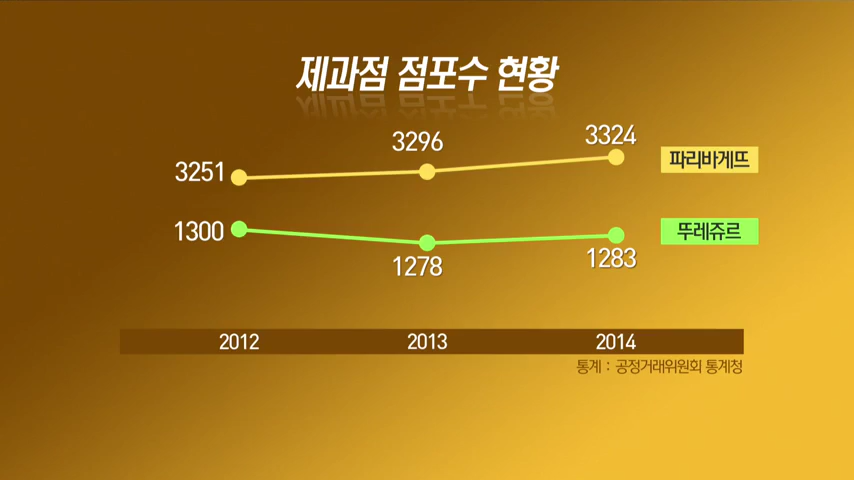 제과점 점포수 현황
3251 3296 3324 파리바게뜨
1300 1278 1283 뚜레쥬르
2012 2013 2014
통계 : 공정거래위원회 통계청